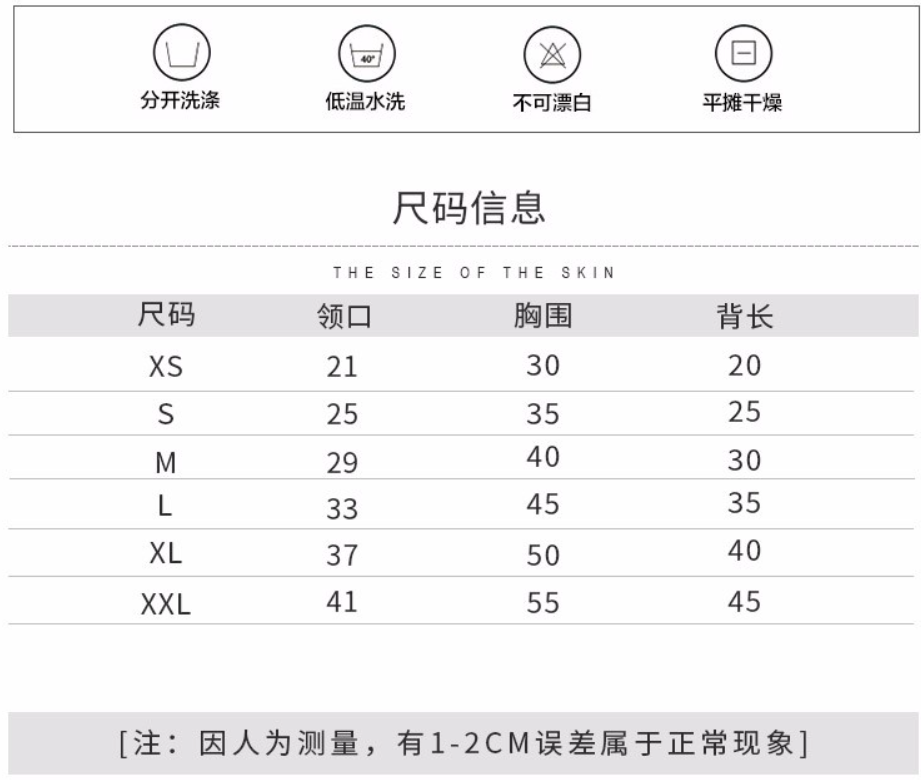 40°
分开洗涤 低温水洗 不可漂白 平摊干燥
尺码信息
THE SIZE OF THE SKIN
尺码 领口 胸围 背长
XS 21 30 20
S 25 35 25
M 29 40 30
L 33 45 35
XL 37 50 40
XXL 41 55 45
[注：因人为测量，有1-2CM误差属于正常现象]